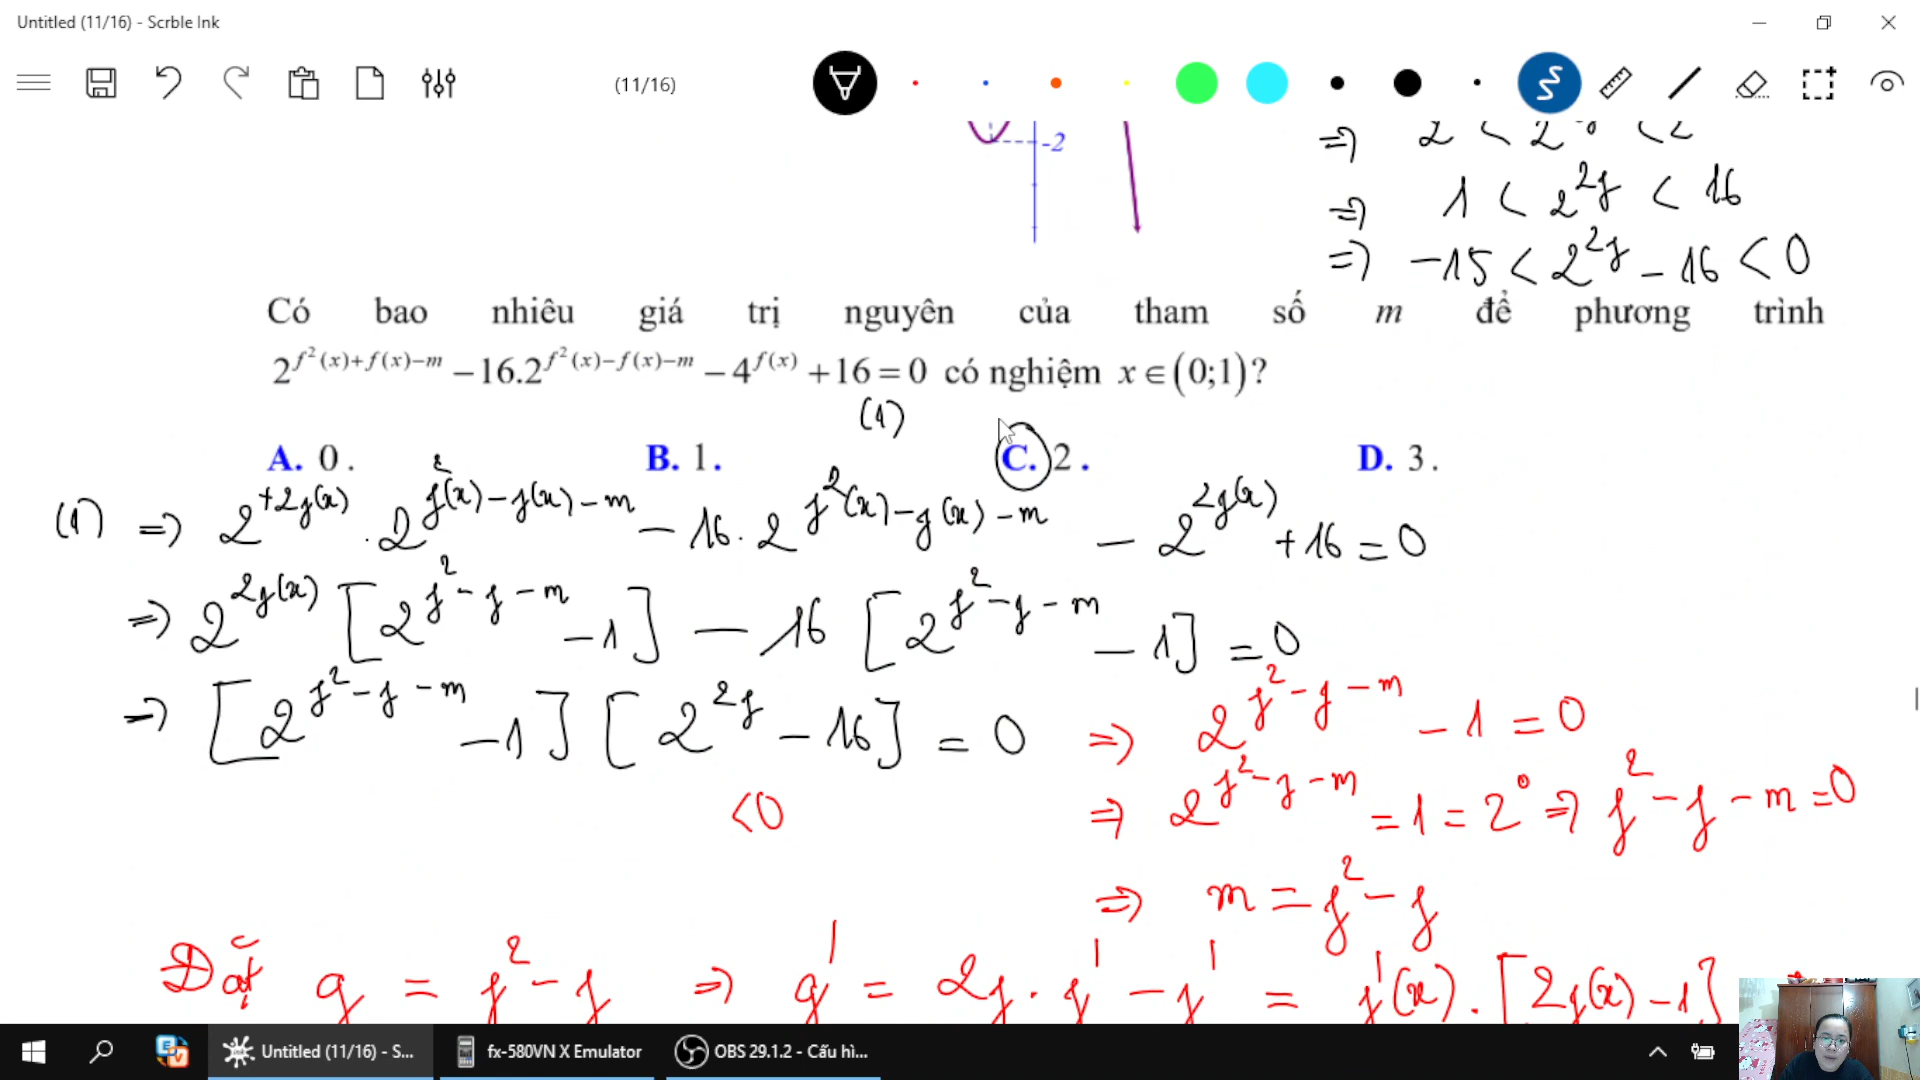 Untitled (11/16) - Scrble Ink
(11/16)
-2
=> 1 < 2^{2f} < 16
=> -15 < 2^{2f} - 16 < 0
Có bao nhiêu giá trị nguyên của tham số m để phương trình
2^{f²(x)+f(x)−m} −16.2^{f²(x)−f(x)−m} −4^{f(x)} +16 = 0 có nghiệm x∈(0;1)?
(1)
A. 0. B. 1. C. 2. D. 3.
(1) => 2^{+2f(x)} . 2^{f²(x)-f(x)-m} - 16. 2^{f²(x)-f(x)-m} - 2^{2f(x)} + 16 = 0
=> 2^{2f(x)} [2^{f²-f-m} - 1] - 16 [2^{f²-f-m} - 1] = 0
=> [2^{f²-f-m} - 1] [2^{2f} - 16] = 0 => 2^{f²-f-m} - 1 = 0
<0 => 2^{f²-f-m} = 1 = 2⁰ => f² - f - m = 0
=> m = f² - f
Đặt g = f² - f => g' = 2f . f' - f' = f'(x) . [2f(x) - 1]
Untitled (11/16) - S...
fx-580VN X Emulator
OBS 29.1.2 - Cấu hì...